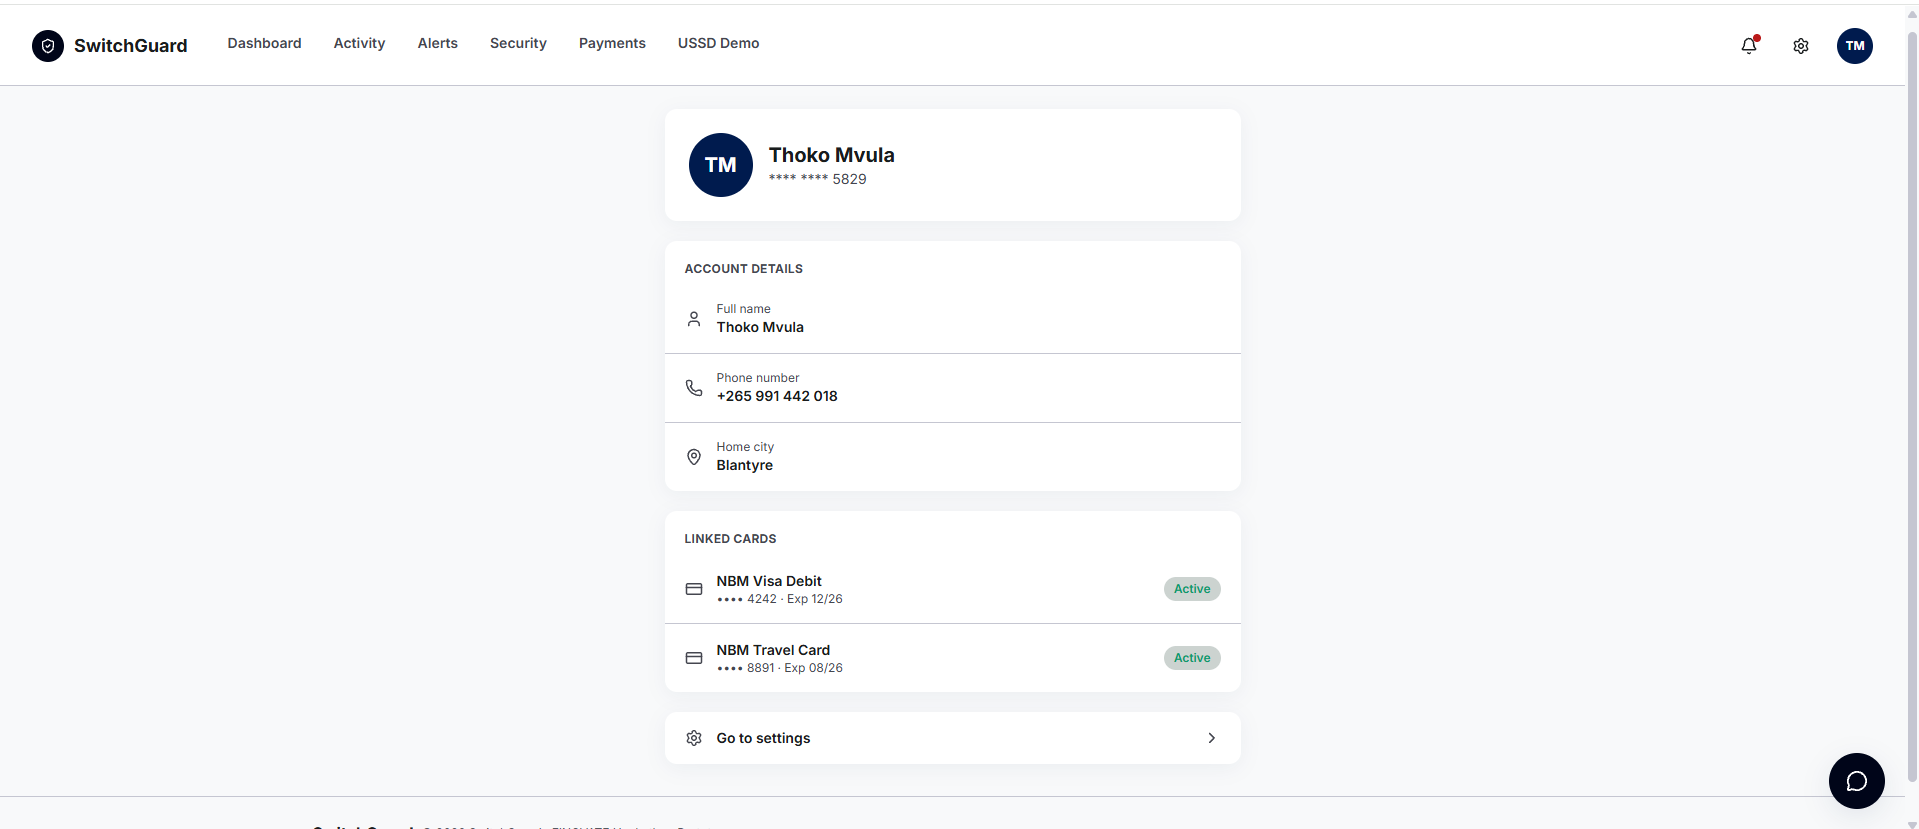 SwitchGuard
Dashboard Activity Alerts Security Payments USSD Demo
TM
TM
Thoko Mvula
**** **** 5829
ACCOUNT DETAILS
Full name
Thoko Mvula
Phone number
+265 991 442 018
Home city
Blantyre
LINKED CARDS
NBM Visa Debit
•••• 4242 · Exp 12/26
Active
NBM Travel Card
•••• 8891 · Exp 08/26
Active
Go to settings